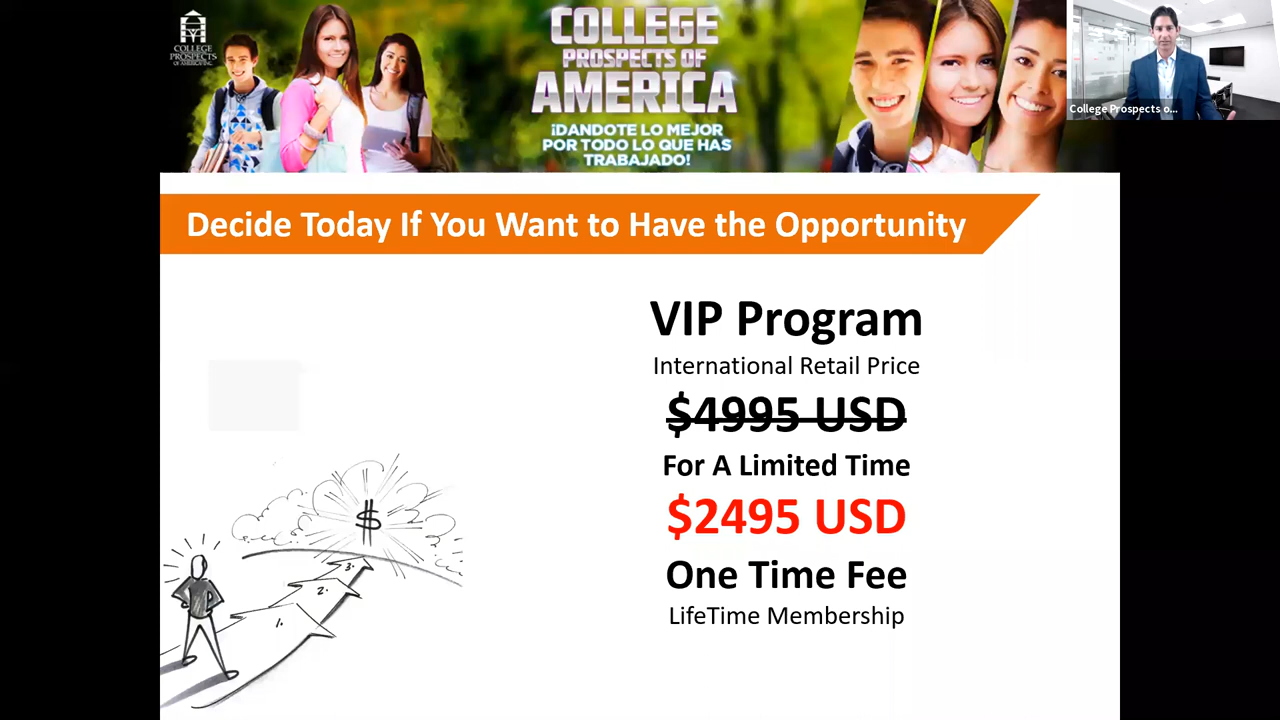 COLLEGE
PROSPECTS
OF AMERICA INC.
COLLEGE
PROSPECTS OF
AMERICA
¡DANDOTE LO MEJOR
POR TODO LO QUE HAS
TRABAJADO!
College Prospects o...
Decide Today If You Want to Have the Opportunity
VIP Program
International Retail Price
$4995 USD
For A Limited Time
$2495 USD
One Time Fee
LifeTime Membership
$
3.
2.
1.